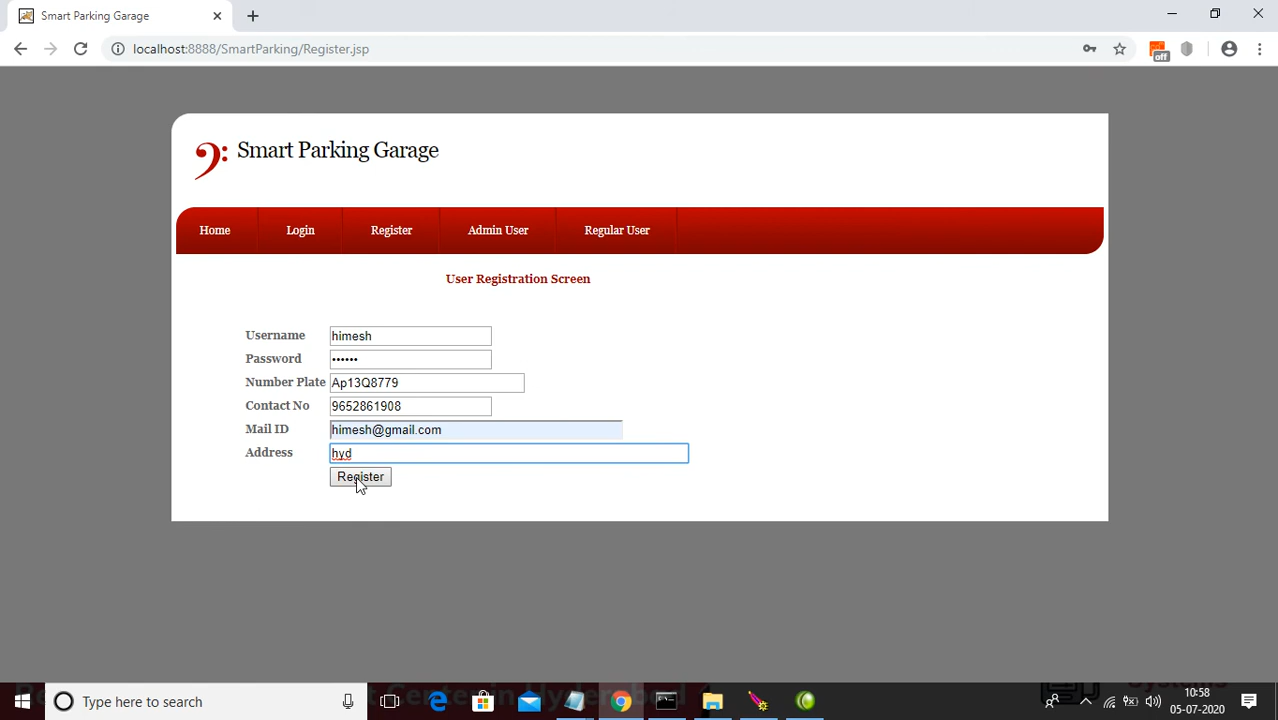 Smart Parking Garage
localhost:8888/SmartParking/Register.jsp
off
Smart Parking Garage
Home Login Register Admin User Regular User
User Registration Screen
Username himesh
Password ••••••
Number Plate Ap13Q8779
Contact No 9652861908
Mail ID himesh@gmail.com
Address hyd
Register
Type here to search
10:58
05-07-2020